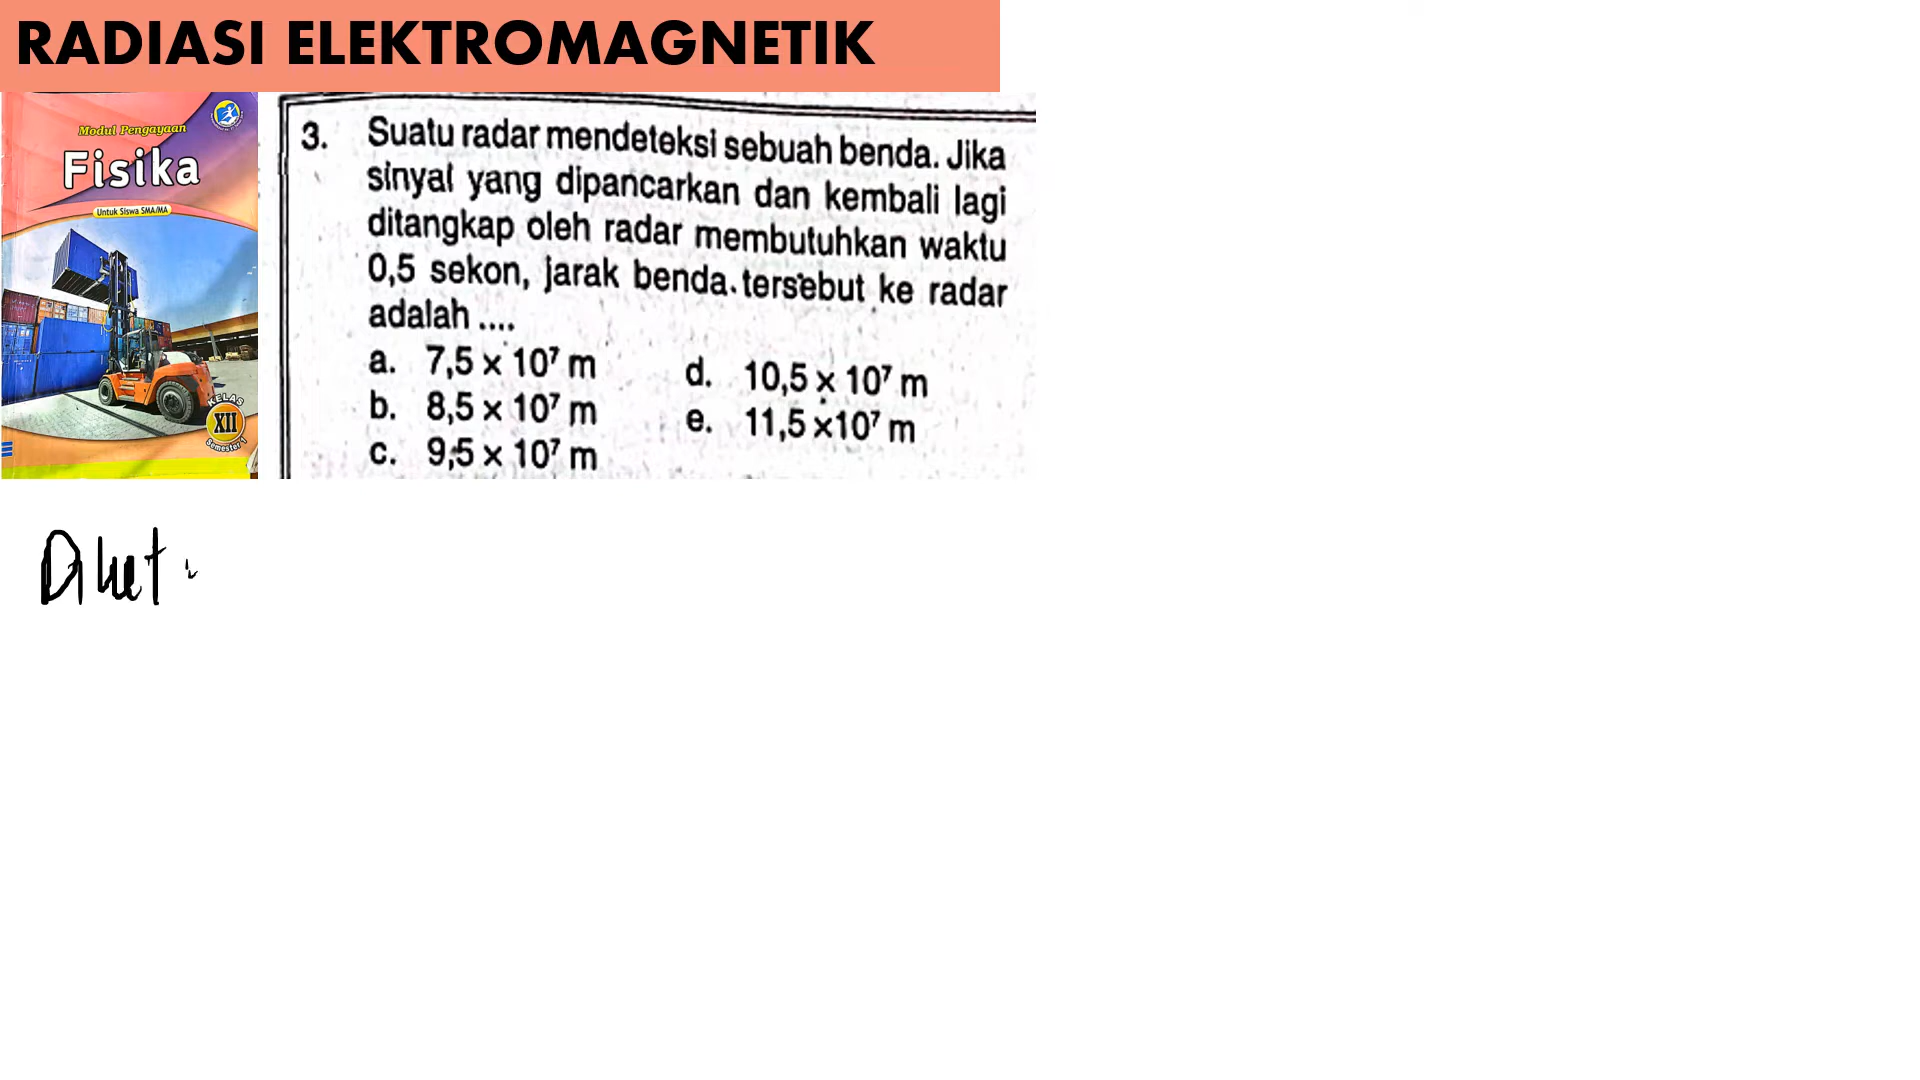 RADIASI ELEKTROMAGNETIK
Modul Pengayaan
Fisika
Untuk Siswa SMA/MA
KELAS
XII
Semester 1
3. Suatu radar mendeteksi sebuah benda. Jika
sinyal yang dipancarkan dan kembali lagi
ditangkap oleh radar membutuhkan waktu
0,5 sekon, jarak benda tersebut ke radar
adalah ....
a. 7,5 × 10⁷ m
b. 8,5 × 10⁷ m
c. 9,5 × 10⁷ m
d. 10,5 × 10⁷ m
e. 11,5 ×10⁷ m
Diket :